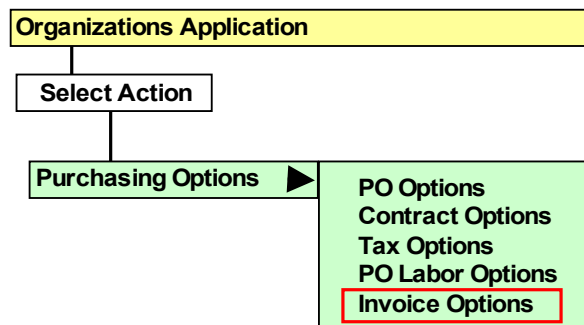 Organizations Application
Select Action
Purchasing Options
PO Options
Contract Options
Tax Options
PO Labor Options
Invoice Options